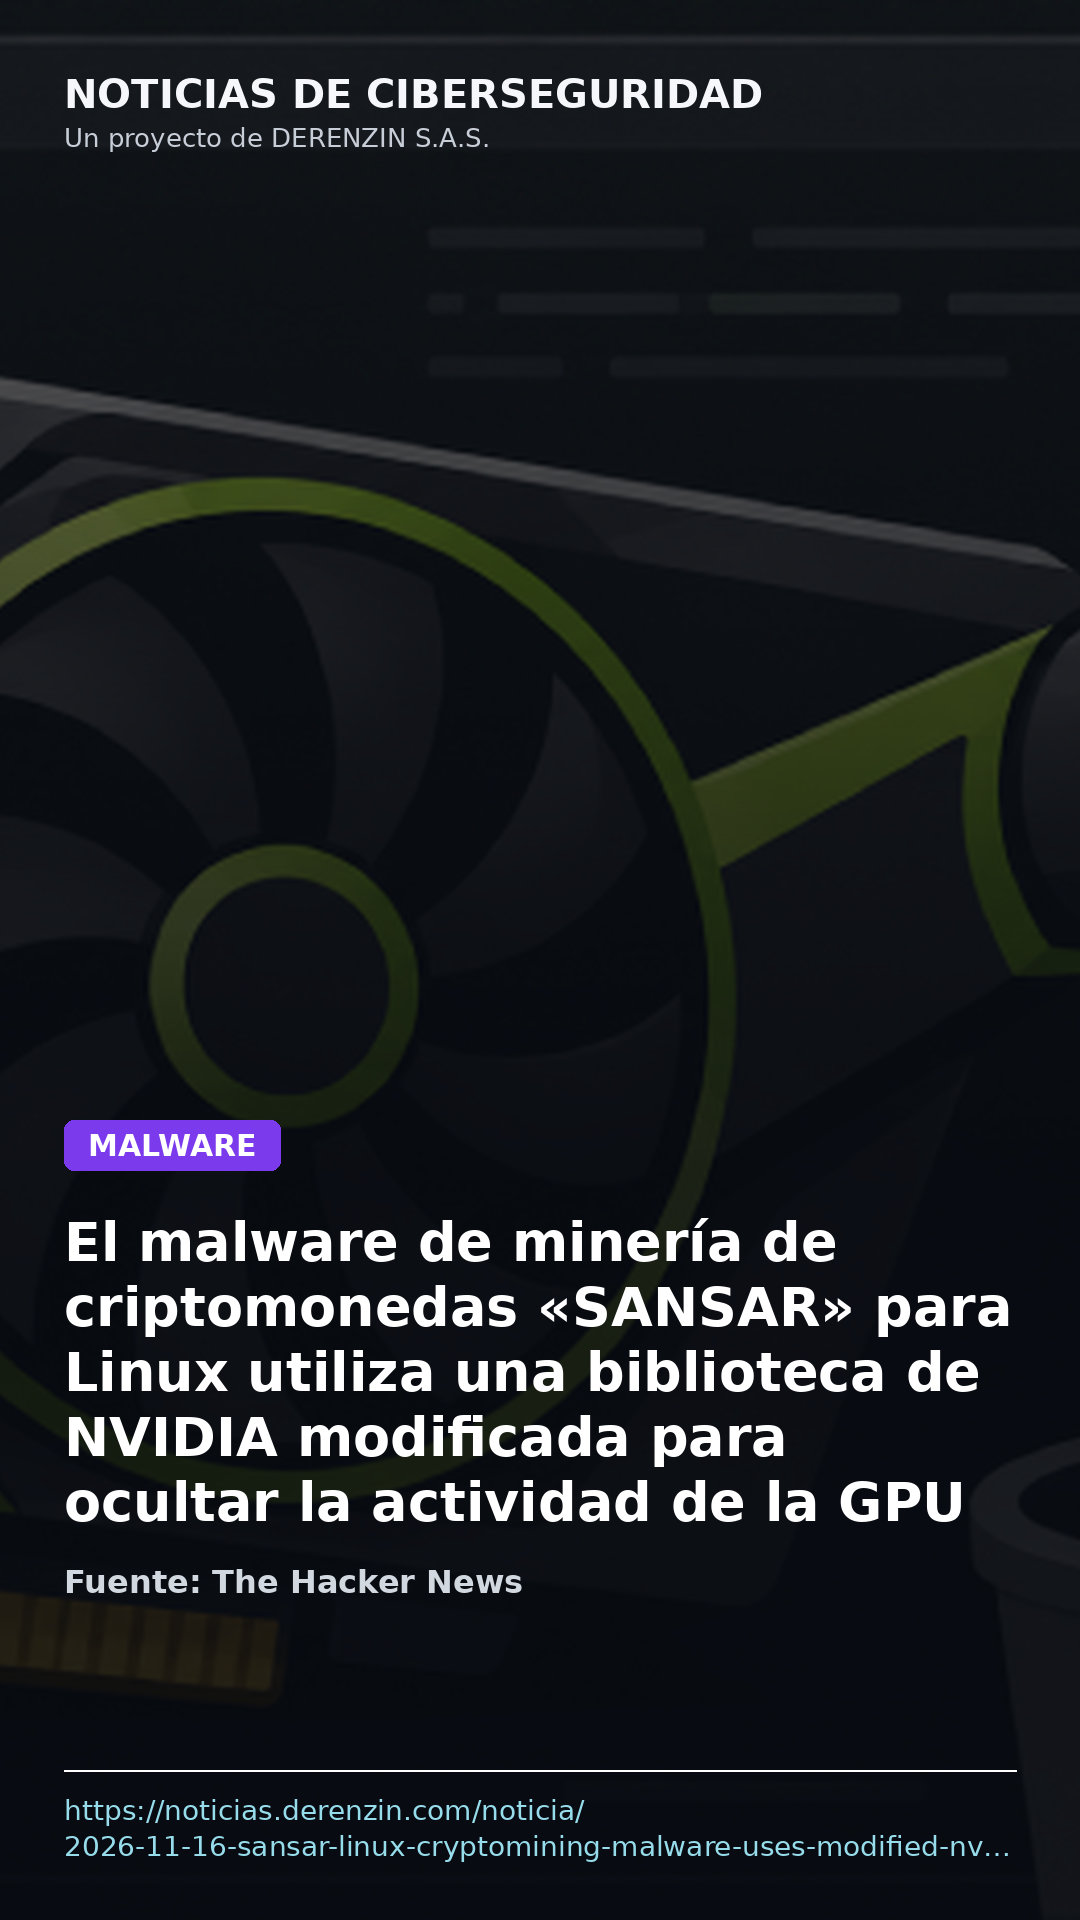 NOTICIAS DE CIBERSEGURIDAD
Un proyecto de DERENZIN S.A.S.
MALWARE
El malware de minería de
criptomonedas «SANSAR» para
Linux utiliza una biblioteca de
NVIDIA modificada para
ocultar la actividad de la GPU
Fuente: The Hacker News
https://noticias.derenzin.com/noticia/
2026-11-16-sansar-linux-cryptomining-malware-uses-modified-nv…